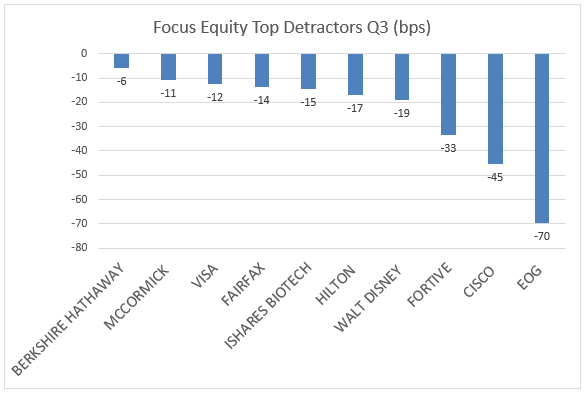 Focus Equity Top Detractors Q3 (bps)
0
-10
-20
-30
-40
-50
-60
-70
-80
-6
-11
-12
-14
-15
-17
-19
-33
-45
-70
BERKSHIRE HATHAWAY
MCCORMICK
VISA
FAIRFAX
ISHARES BIOTECH
HILTON
WALT DISNEY
FORTIVE
CISCO
EOG